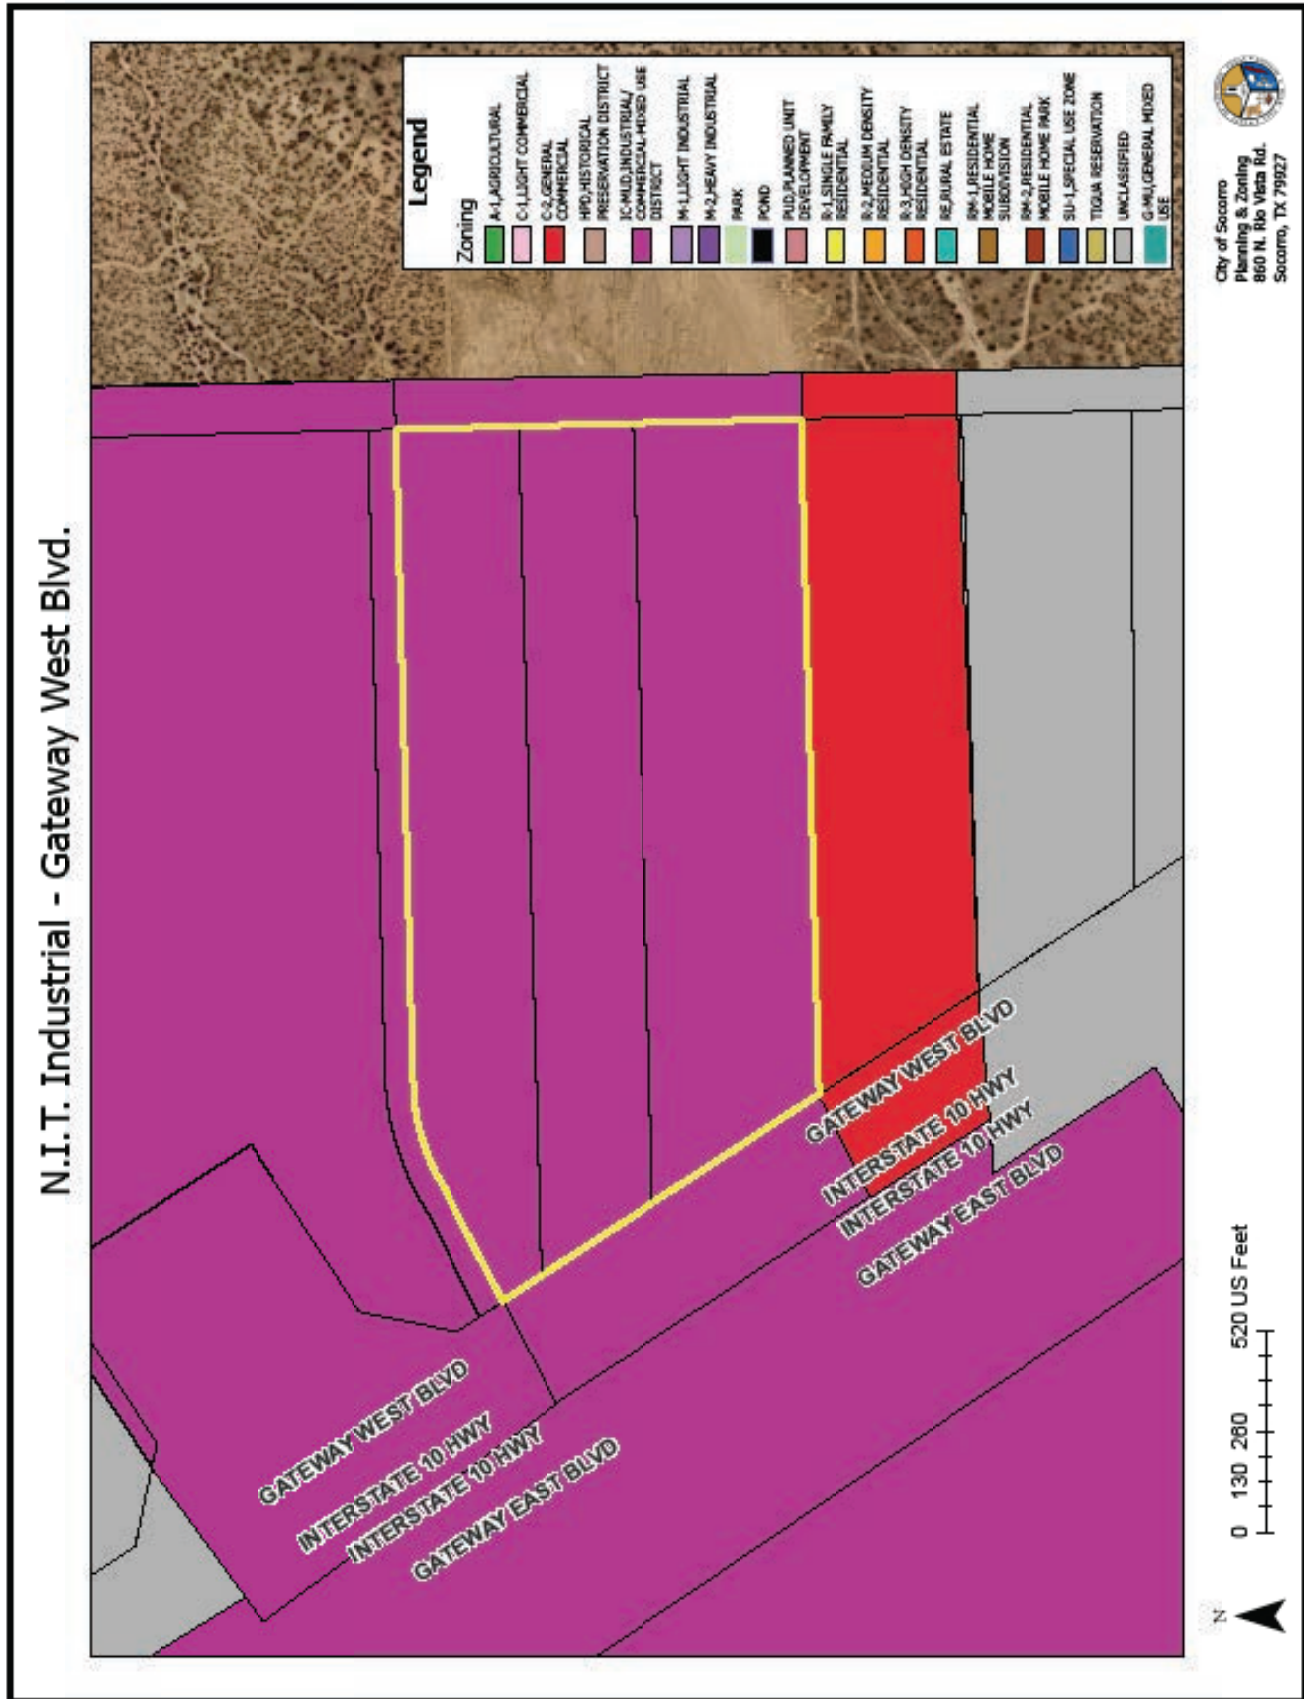 N.I.T. Industrial - Gateway West Blvd.
Legend
Zoning
A-1,AGRICULTURAL
C-1,LIGHT COMMERCIAL
C-2,GENERAL
COMMERCIAL
HPD,HISTORICAL
PRESERVATION DISTRICT
IC-MUD,INDUSTRIAL/
COMMERCIAL-MIXED USE
DISTRICT
M-1,LIGHT INDUSTRIAL
M-2,HEAVY INDUSTRIAL
PARK
POND
PUD,PLANNED UNIT
DEVELOPMENT
R-1,SINGLE FAMILY
RESIDENTIAL
R-2,MEDIUM DENSITY
RESIDENTIAL
R-3,HIGH DENSITY
RESIDENTIAL
RE,RURAL ESTATE
RM-1,RESIDENTIAL
MOBILE HOME
SUBDIVISION
RM-2,RESIDENTIAL
MOBILE HOME PARK
SU-1,SPECIAL USE ZONE
TIGUA RESERVATION
UNCLASSIFIED
G-MU,GENERAL MIXED
USE
GATEWAY WEST BLVD
INTERSTATE 10 HWY
INTERSTATE 10 HWY
GATEWAY EAST BLVD
GATEWAY WEST BLVD
INTERSTATE 10 HWY
INTERSTATE 10 HWY
GATEWAY EAST BLVD
N
0 130 260 520 US Feet
City of Socorro
Planning & Zoning
860 N. Rio Vista Rd.
Socorro, TX 79927